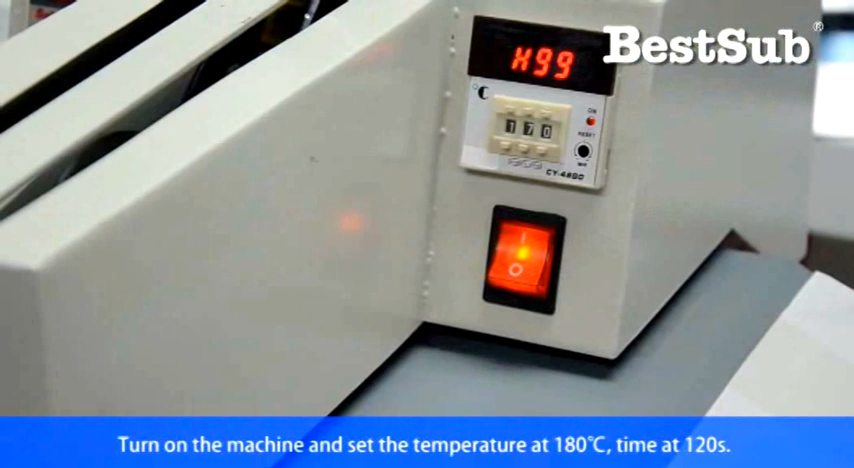 BestSub®
H99
°C
ON
170
RESET
CY-4880
Turn on the machine and set the temperature at 180℃, time at 120s.